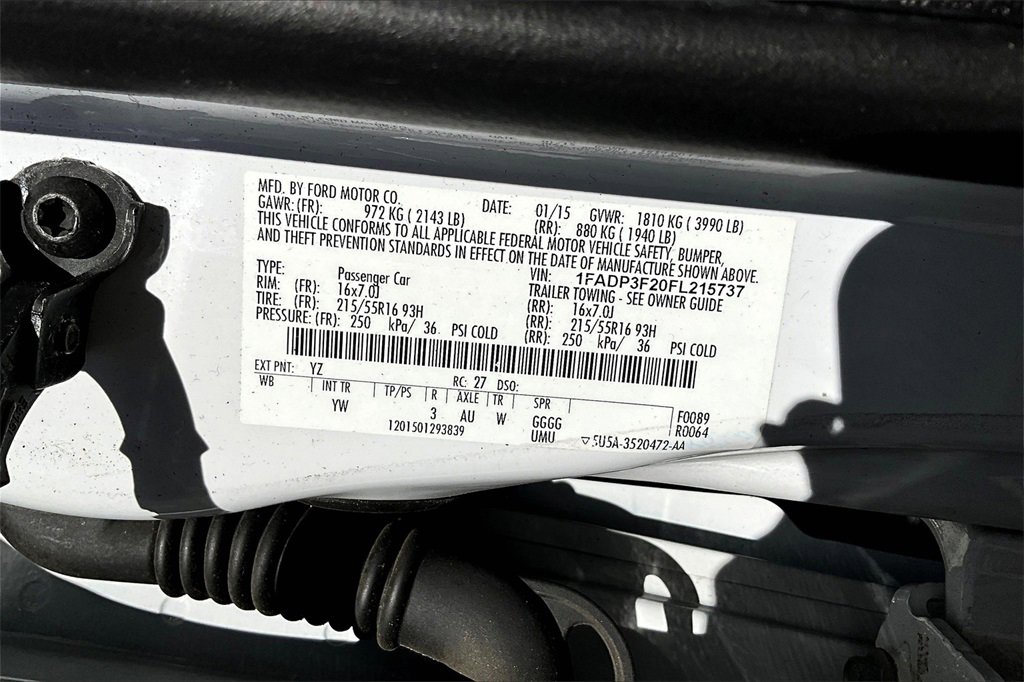 MFD. BY FORD MOTOR CO. DATE: 01/15 GVWR: 1810 KG ( 3990 LB)
GAWR: (FR): 972 KG ( 2143 LB) (RR): 880 KG ( 1940 LB)
THIS VEHICLE CONFORMS TO ALL APPLICABLE FEDERAL MOTOR VEHICLE SAFETY, BUMPER,
AND THEFT PREVENTION STANDARDS IN EFFECT ON THE DATE OF MANUFACTURE SHOWN ABOVE.
VIN: 1FADP3F20FL215737
TYPE: Passenger Car TRAILER TOWING - SEE OWNER GUIDE
RIM: (FR): 16x7.0J (RR): 16x7.0J
TIRE: (FR): 215/55R16 93H (RR): 215/55R16 93H
PRESSURE: (FR): 250 kPa/ 36 PSI COLD (RR): 250 kPa/ 36 PSI COLD
EXT PNT: YZ RC: 27 DSO:
WB INT TR TP/PS R AXLE TR SPR
YW 3 AU W GGGG F0089
1201501293839 UMU R0064
▽5U5A-3520472-AA